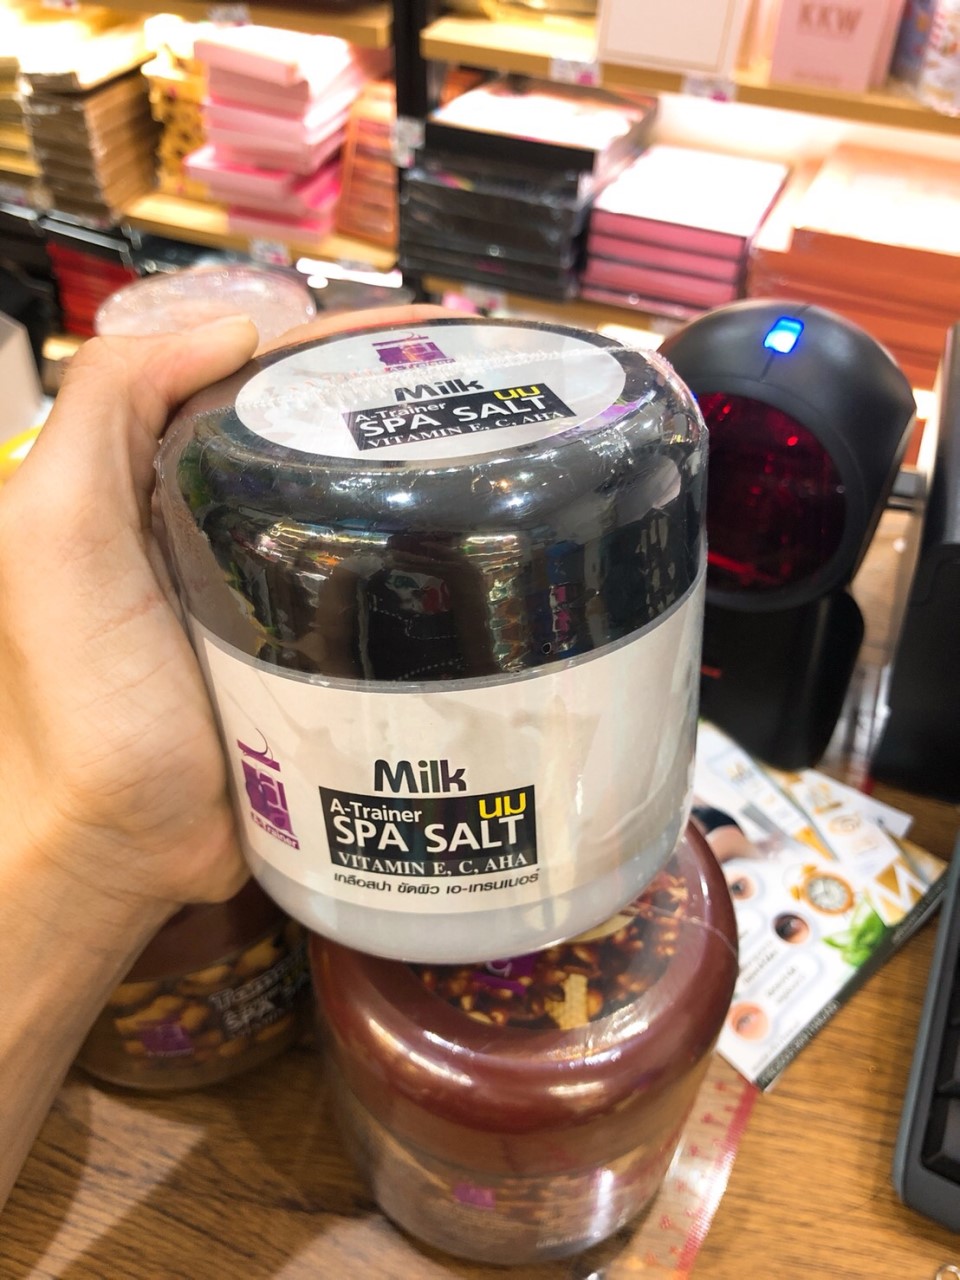 KKW
A-Trainer
Milk
นม
A-Trainer
SPA SALT
VITAMIN E, C, AHA
Milk
นม
A-Trainer
SPA SALT
VITAMIN E, C, AHA
เกลือสปา ขัดผิว เอ-เทรนเนอร์
A-Trainer